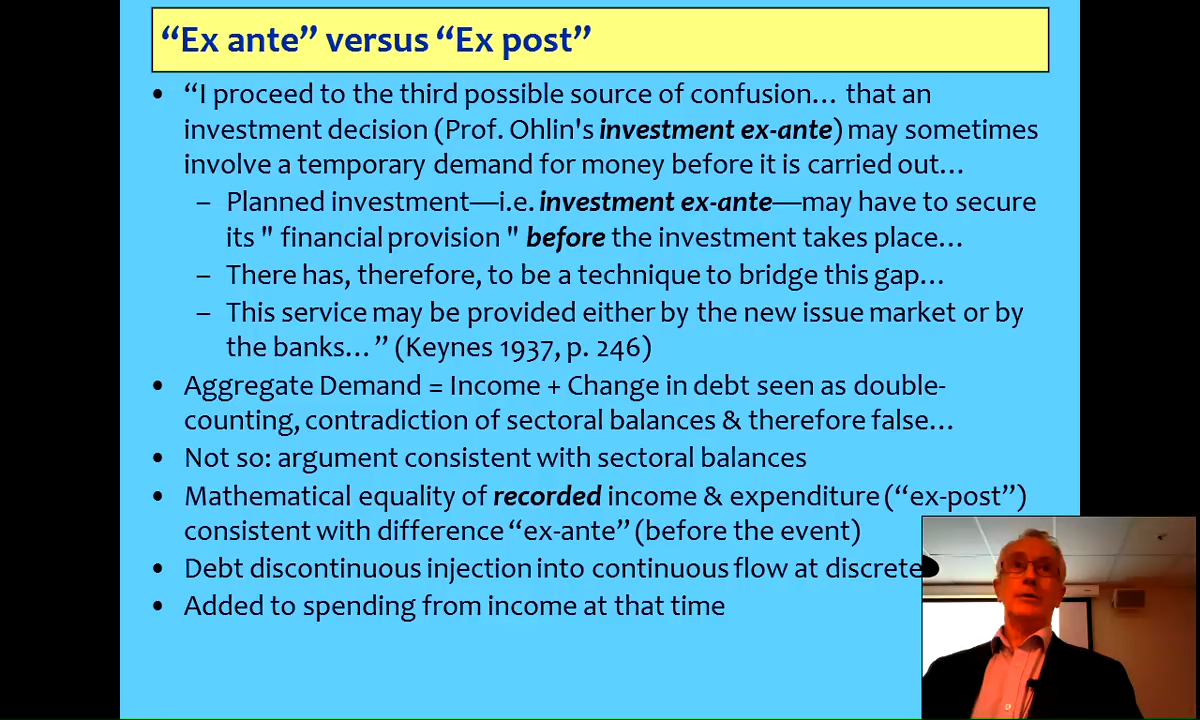 “Ex ante” versus “Ex post”
• “I proceed to the third possible source of confusion… that an
investment decision (Prof. Ohlin's investment ex-ante) may sometimes
involve a temporary demand for money before it is carried out…
– Planned investment—i.e. investment ex-ante—may have to secure
its " financial provision " before the investment takes place…
– There has, therefore, to be a technique to bridge this gap…
– This service may be provided either by the new issue market or by
the banks… ” (Keynes 1937, p. 246)
• Aggregate Demand = Income + Change in debt seen as double-
counting, contradiction of sectoral balances & therefore false…
• Not so: argument consistent with sectoral balances
• Mathematical equality of recorded income & expenditure (“ex-post”)
consistent with difference “ex-ante” (before the event)
• Debt discontinuous injection into continuous flow at discrete
• Added to spending from income at that time